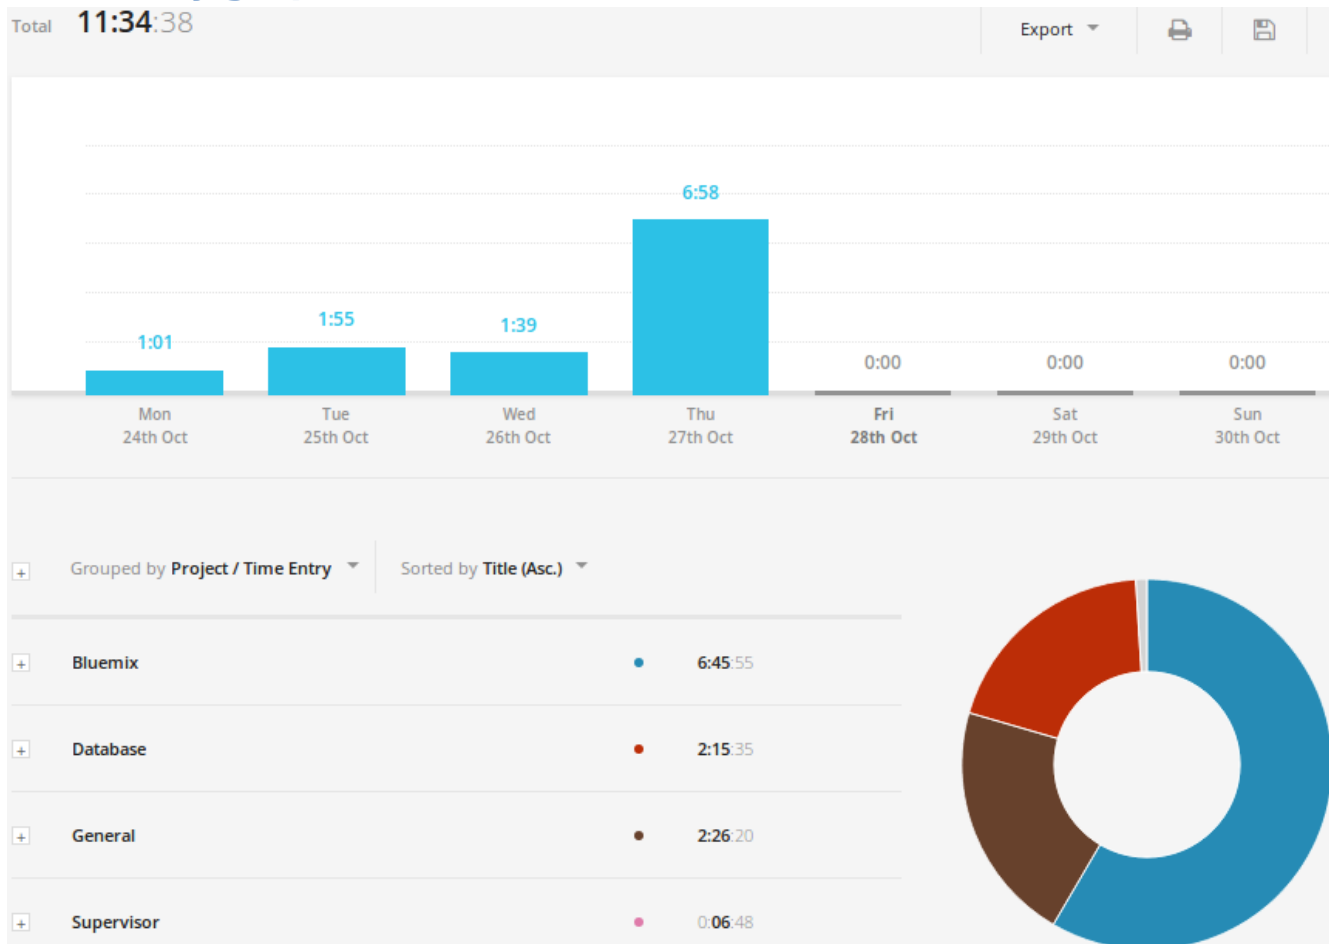 Total 11:34:38 Export
6:58
1:55
1:39
1:01
0:00 0:00 0:00
Mon Tue Wed Thu Fri Sat Sun
24th Oct 25th Oct 26th Oct 27th Oct 28th Oct 29th Oct 30th Oct
Grouped by Project / Time Entry Sorted by Title (Asc.)
Bluemix 6:45:55
Database 2:15:35
General 2:26:20
Supervisor 0:06:48